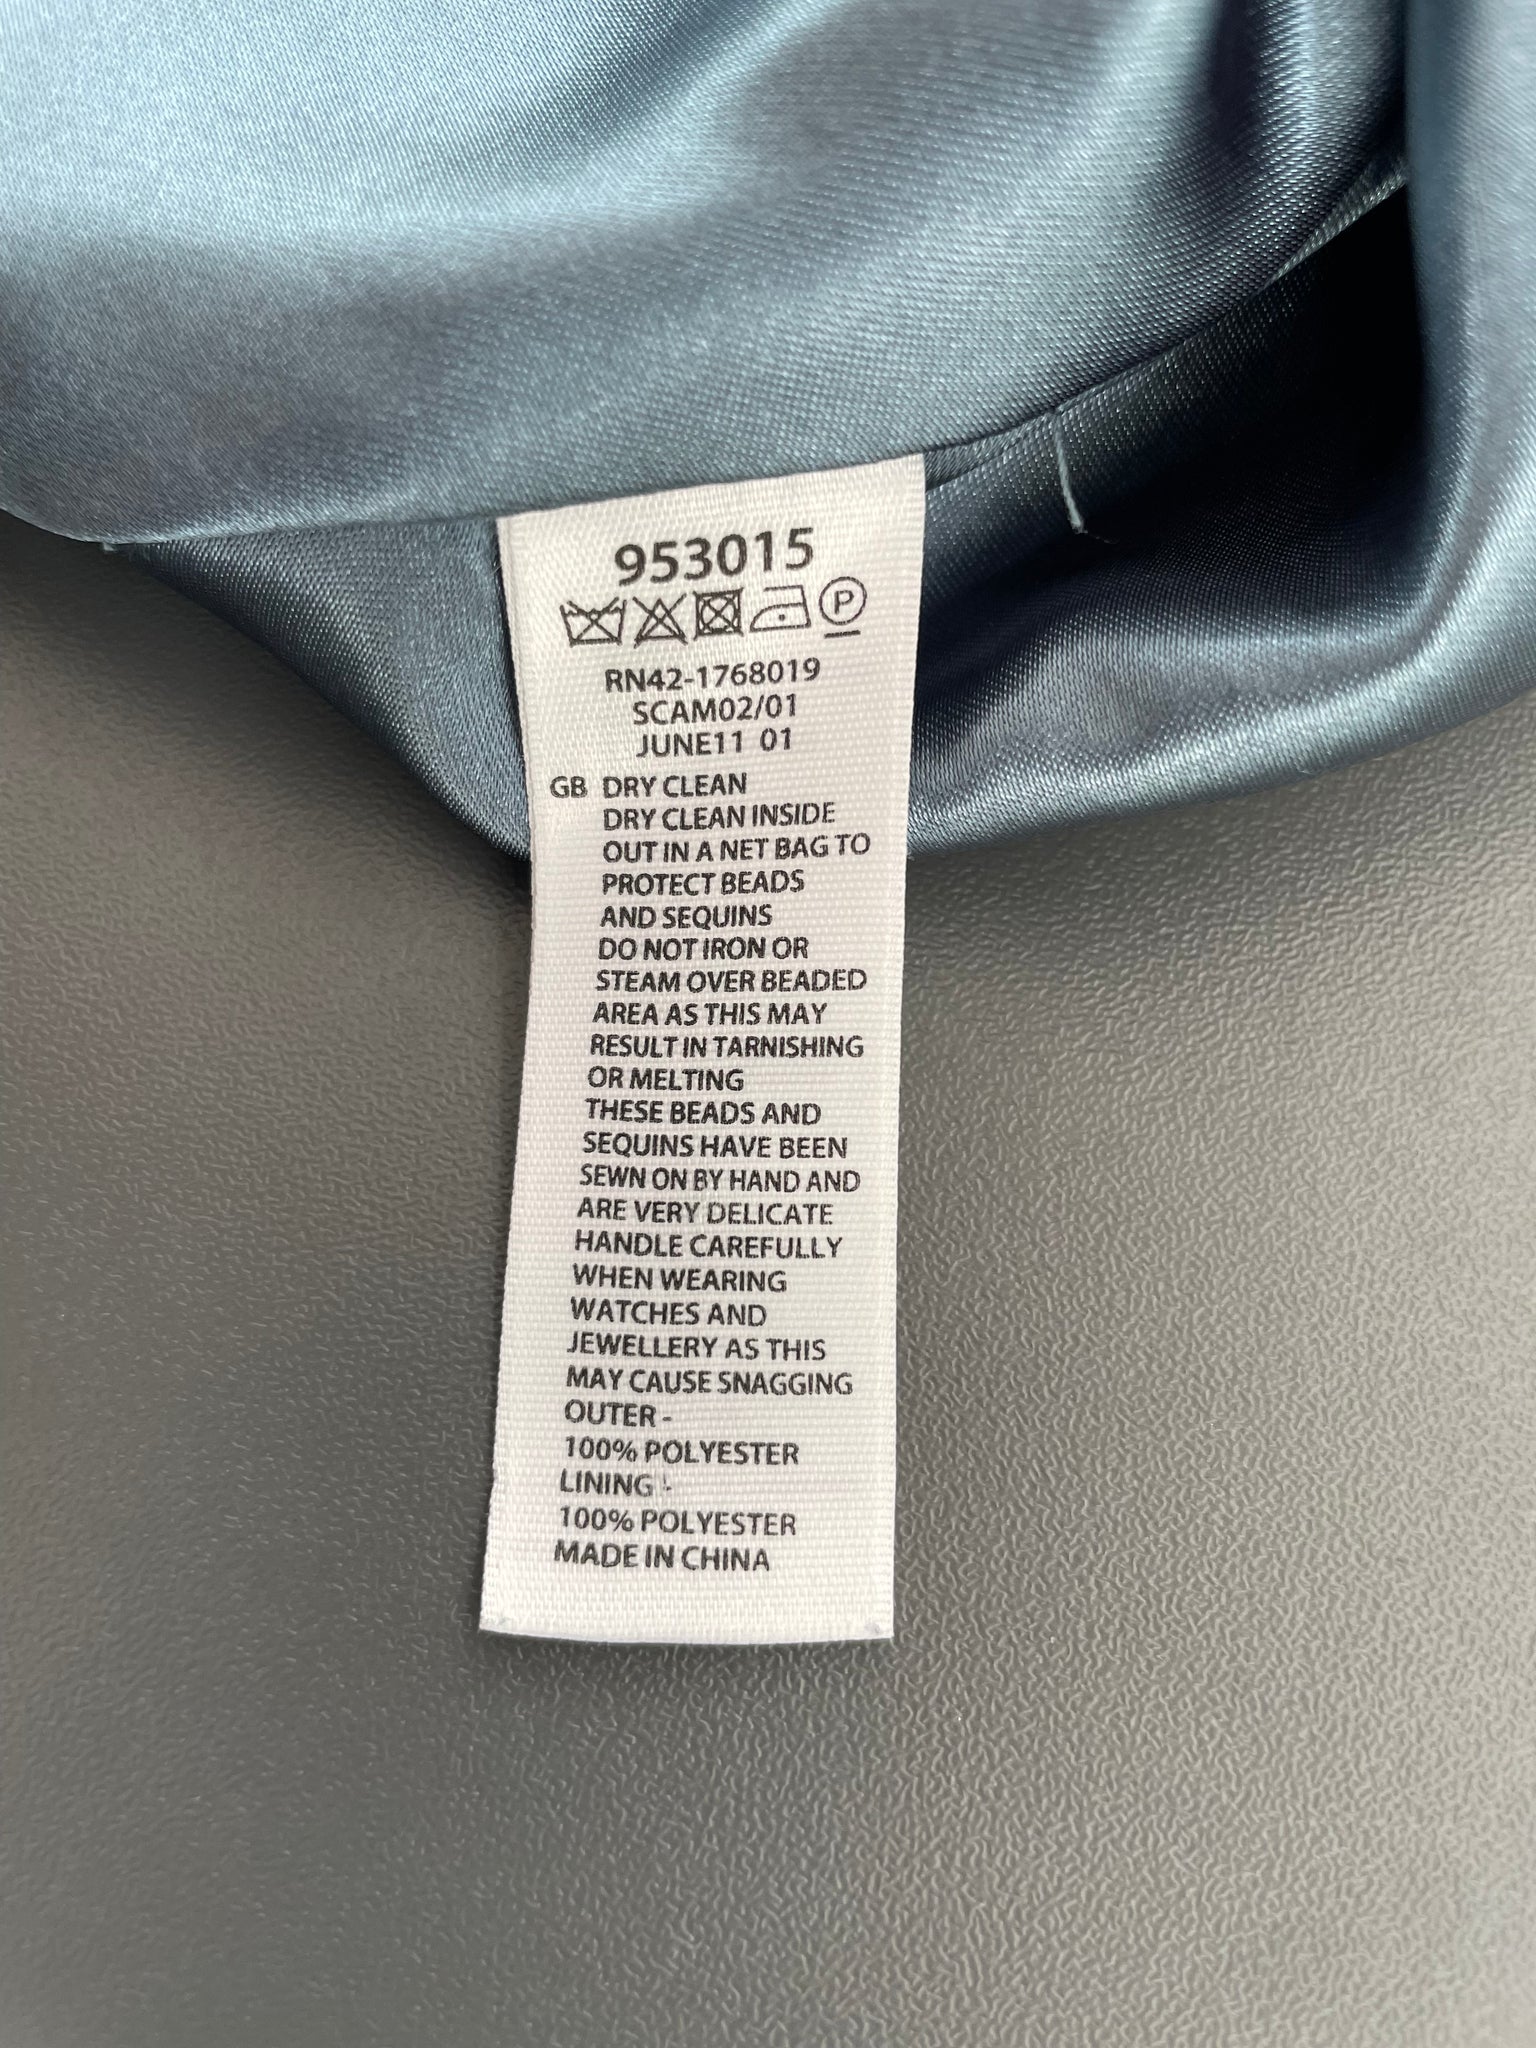 953015
P
RN42-1768019
SCAM02/01
JUNE11 01
GB DRY CLEAN
DRY CLEAN INSIDE
OUT IN A NET BAG TO
PROTECT BEADS
AND SEQUINS
DO NOT IRON OR
STEAM OVER BEADED
AREA AS THIS MAY
RESULT IN TARNISHING
OR MELTING
THESE BEADS AND
SEQUINS HAVE BEEN
SEWN ON BY HAND AND
ARE VERY DELICATE
HANDLE CAREFULLY
WHEN WEARING
WATCHES AND
JEWELLERY AS THIS
MAY CAUSE SNAGGING
OUTER -
100% POLYESTER
LINING -
100% POLYESTER
MADE IN CHINA